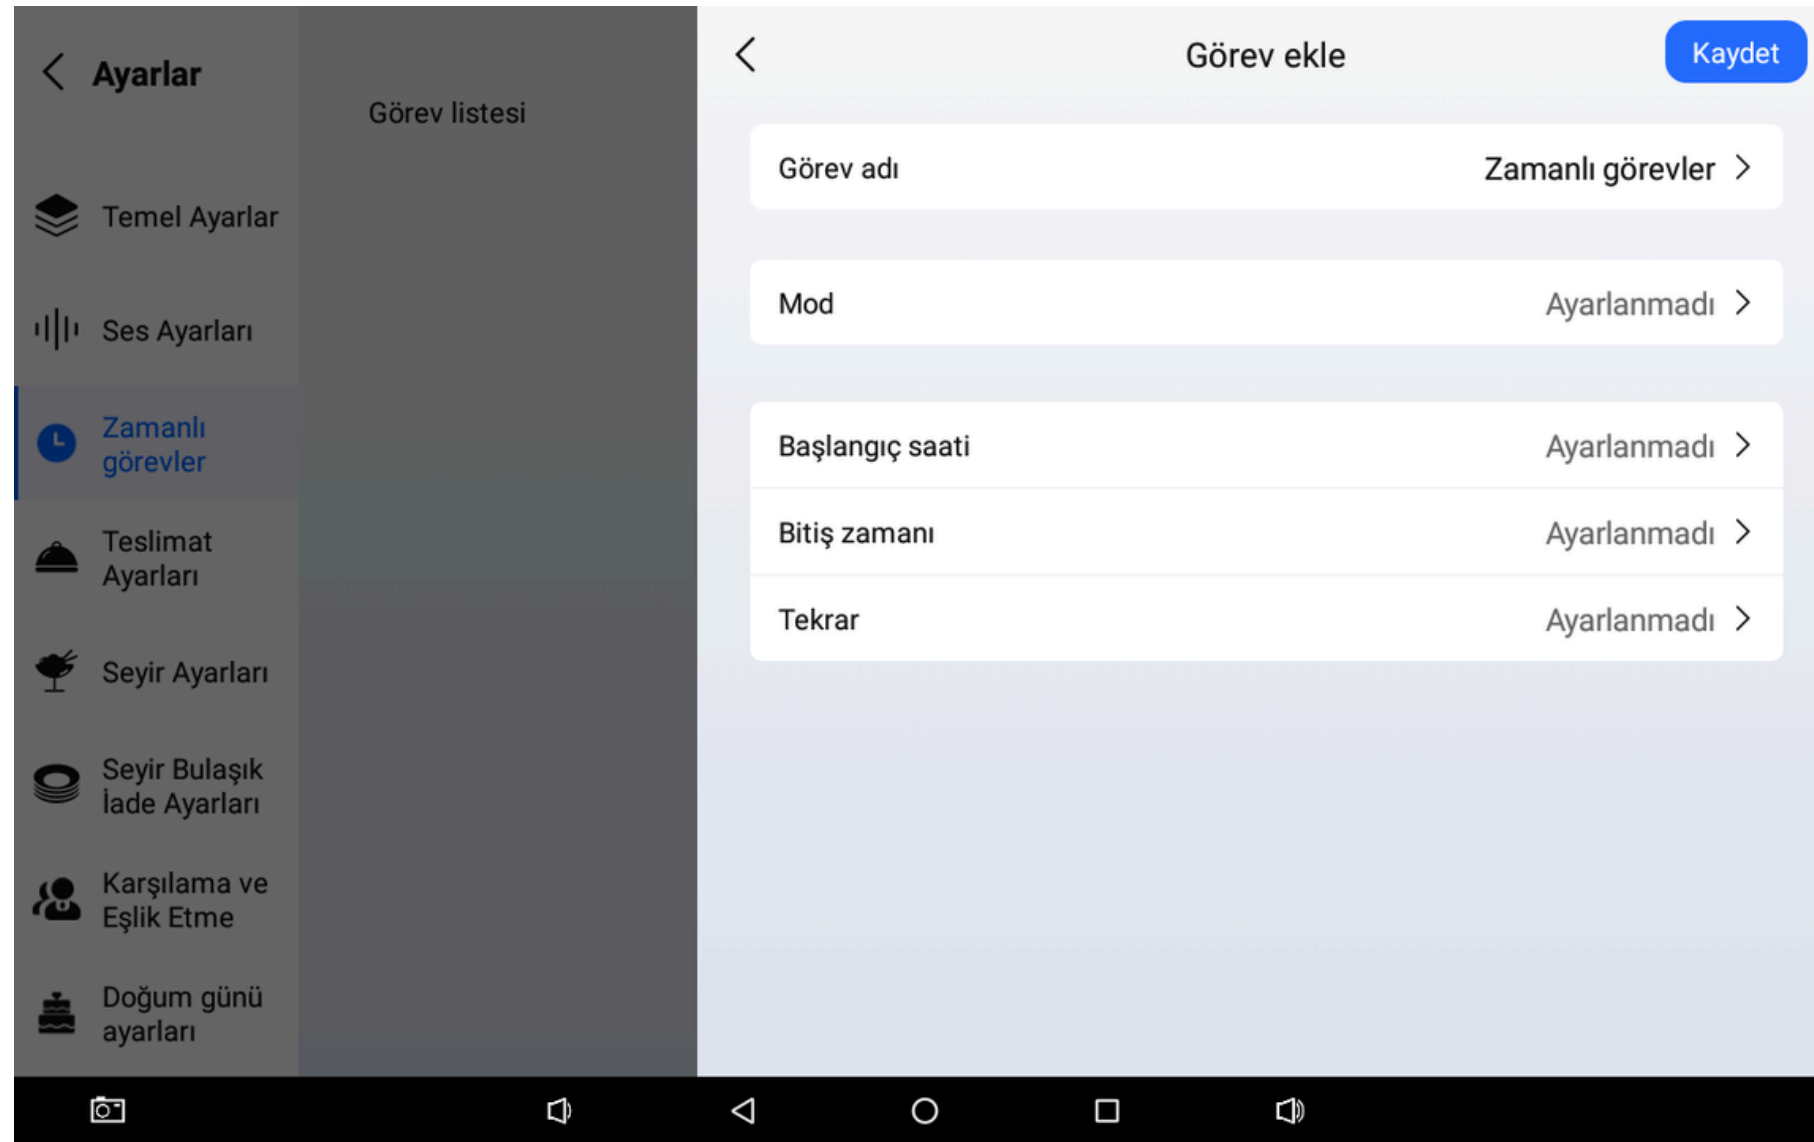 Ayarlar
Temel Ayarlar
Ses Ayarları
Zamanlı
görevler
Teslimat
Ayarları
Seyir Ayarları
Seyir Bulaşık
İade Ayarları
Karşılama ve
Eşlik Etme
Doğum günü
ayarları
Görev listesi
Görev ekle
Kaydet
Görev adı Zamanlı görevler
Mod Ayarlanmadı
Başlangıç saati Ayarlanmadı
Bitiş zamanı Ayarlanmadı
Tekrar Ayarlanmadı